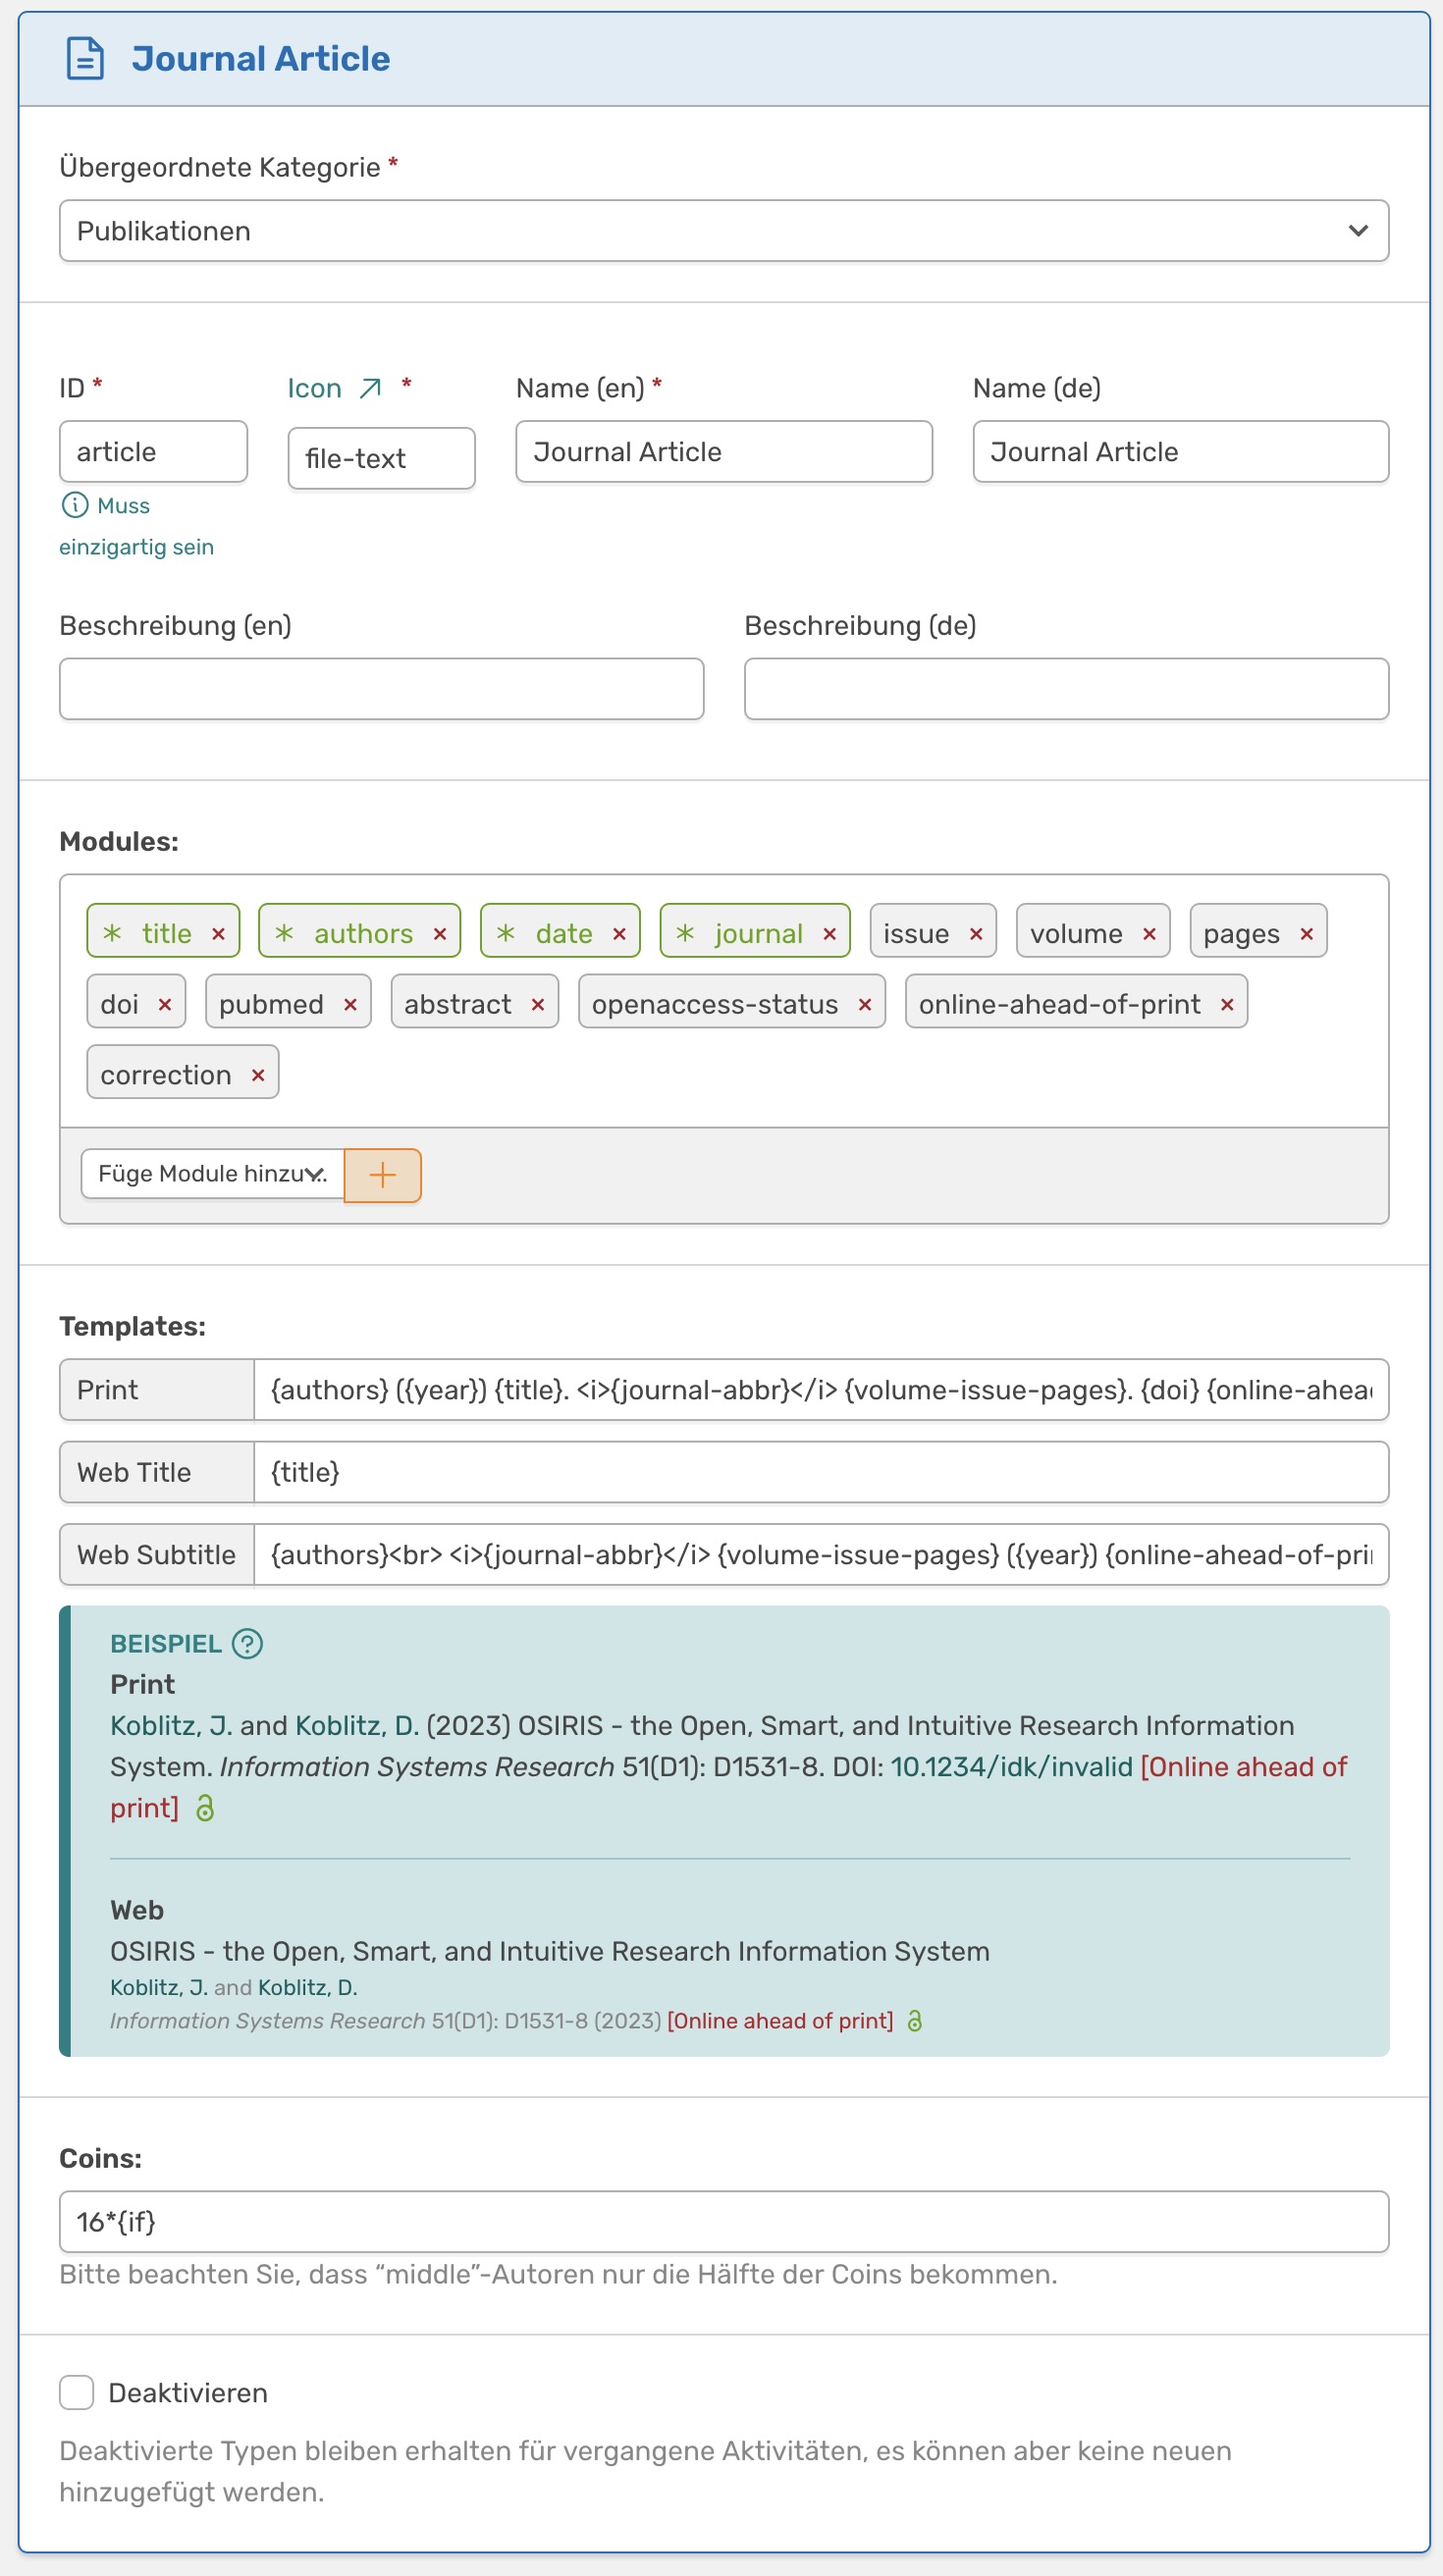 Journal Article
Übergeordnete Kategorie *
Publikationen
ID * Icon * Name (en) * Name (de)
article file-text Journal Article Journal Article
Muss
einzigartig sein
Beschreibung (en) Beschreibung (de)
Modules:
* title × * authors × * date × * journal × issue × volume × pages ×
doi × pubmed × abstract × openaccess-status × online-ahead-of-print ×
correction ×
Füge Module hinzu ... +
Templates:
Print {authors} ({year}) {title}. <i>{journal-abbr}</i> {volume-issue-pages}. {doi} {online-ahea
Web Title {title}
Web Subtitle {authors}<br> <i>{journal-abbr}</i> {volume-issue-pages} ({year}) {online-ahead-of-pri
BEISPIEL ?
Print
Koblitz, J. and Koblitz, D. (2023) OSIRIS - the Open, Smart, and Intuitive Research Information
System. Information Systems Research 51(D1): D1531-8. DOI: 10.1234/idk/invalid [Online ahead of
print]
Web
OSIRIS - the Open, Smart, and Intuitive Research Information System
Koblitz, J. and Koblitz, D.
Information Systems Research 51(D1): D1531-8 (2023) [Online ahead of print]
Coins:
16*{if}
Bitte beachten Sie, dass “middle”-Autoren nur die Hälfte der Coins bekommen.
Deaktivieren
Deaktivierte Typen bleiben erhalten für vergangene Aktivitäten, es können aber keine neuen
hinzugefügt werden.